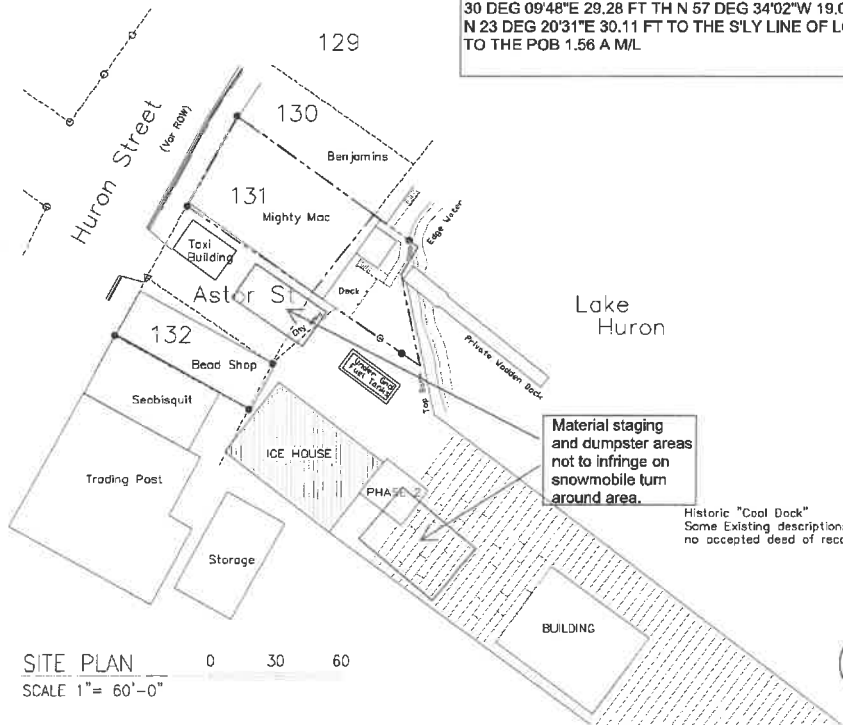 30 DEG 09'48"E 29.28 FT TH N 57 DEG 34'02"W 19.0
N 23 DEG 20'31"E 30.11 FT TO THE S'LY LINE OF L
TO THE POB 1.56 A M/L
129
130
Benjamins
Huron Street
(Var ROW)
131
Mighty Mac
Edge Water
Taxi
Building
Astor St
Deck
City
132
Bead Shop
Lake
Huron
Private Wooden Dock
Under Gnd
Fuel Tanks
Top
Seabisquit
Material staging
and dumpster areas
not to infringe on
snowmobile turn
around area.
ICE HOUSE
PHASE 2
Trading Post
Historic "Coal Dock"
Some Existing description
no accepted deed of reco
Storage
BUILDING
SITE PLAN
0 30 60
SCALE 1"= 60'-0"